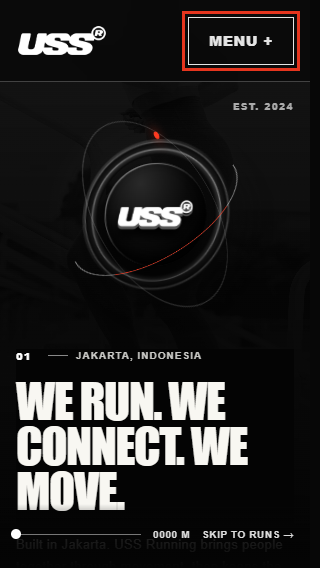 USS®
MENU +
EST. 2024
USS®
01 JAKARTA, INDONESIA
WE RUN. WE
CONNECT. WE
MOVE.
0000 M SKIP TO RUNS →
Built in Jakarta. USS Running brings people